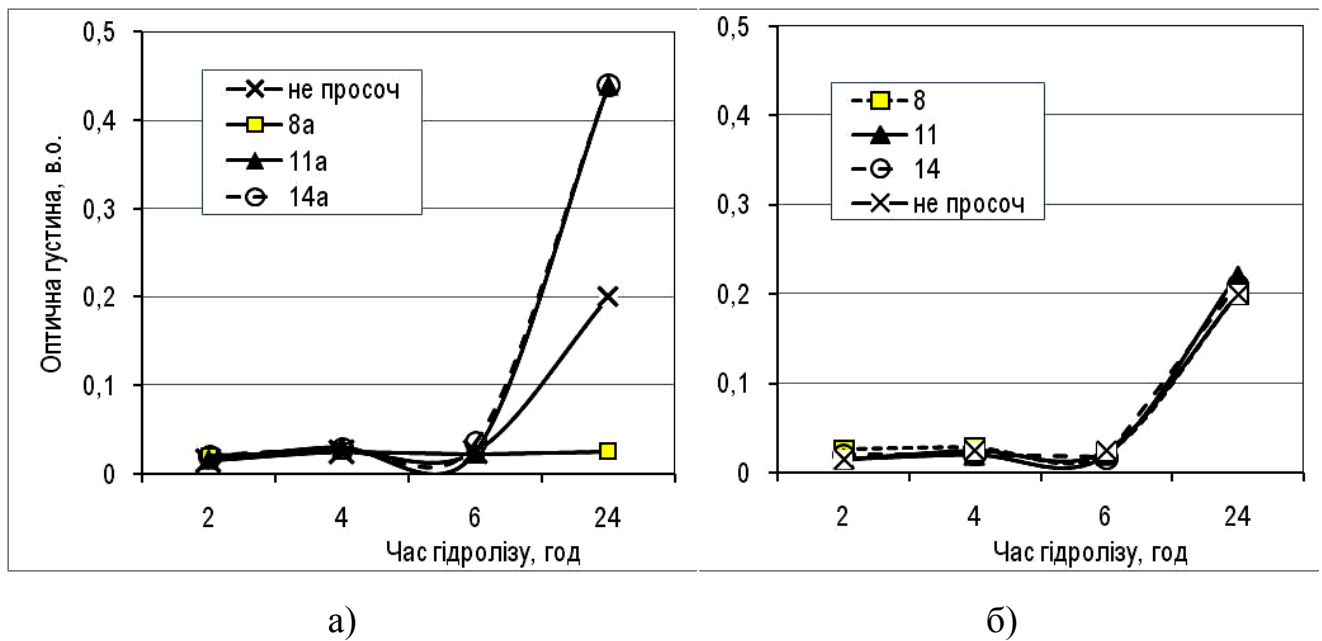 0,5
0,4
0,3
0,2
0,1
0
Оптична густина, в.о.
не просоч
8а
11а
14а
2 4 6 24
Час гідролізу, год
а)
0,5
0,4
0,3
0,2
0,1
0
8
11
14
не просоч
2 4 6 24
Час гідролізу, год
б)